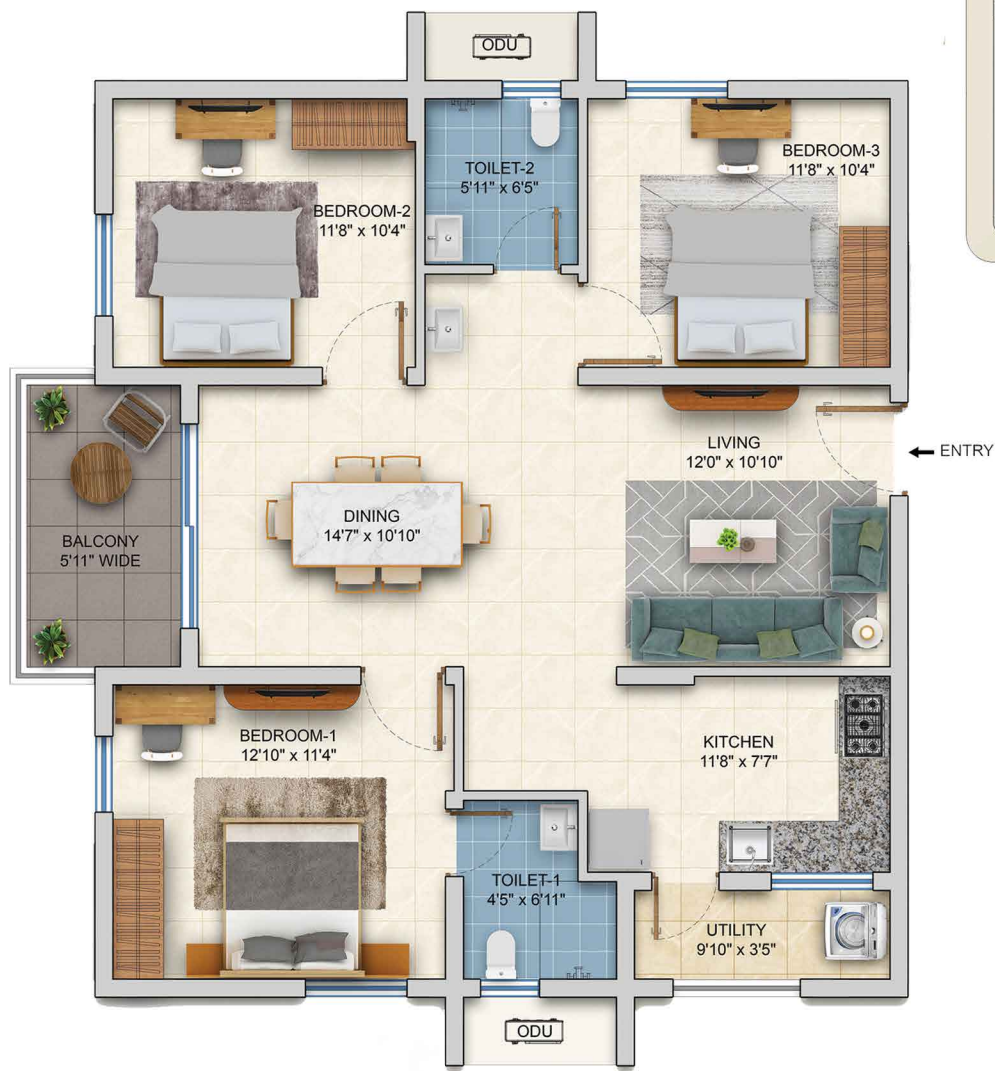 ODU
TOILET-2
5'11" x 6'5"
BEDROOM-3
11'8" x 10'4"
BEDROOM-2
11'8" x 10'4"
LIVING
12'0" x 10'10"
ENTRY
DINING
14'7" x 10'10"
BALCONY
5'11" WIDE
BEDROOM-1
12'10" x 11'4"
KITCHEN
11'8" x 7'7"
TOILET-1
4'5" x 6'11"
UTILITY
9'10" x 3'5"
ODU